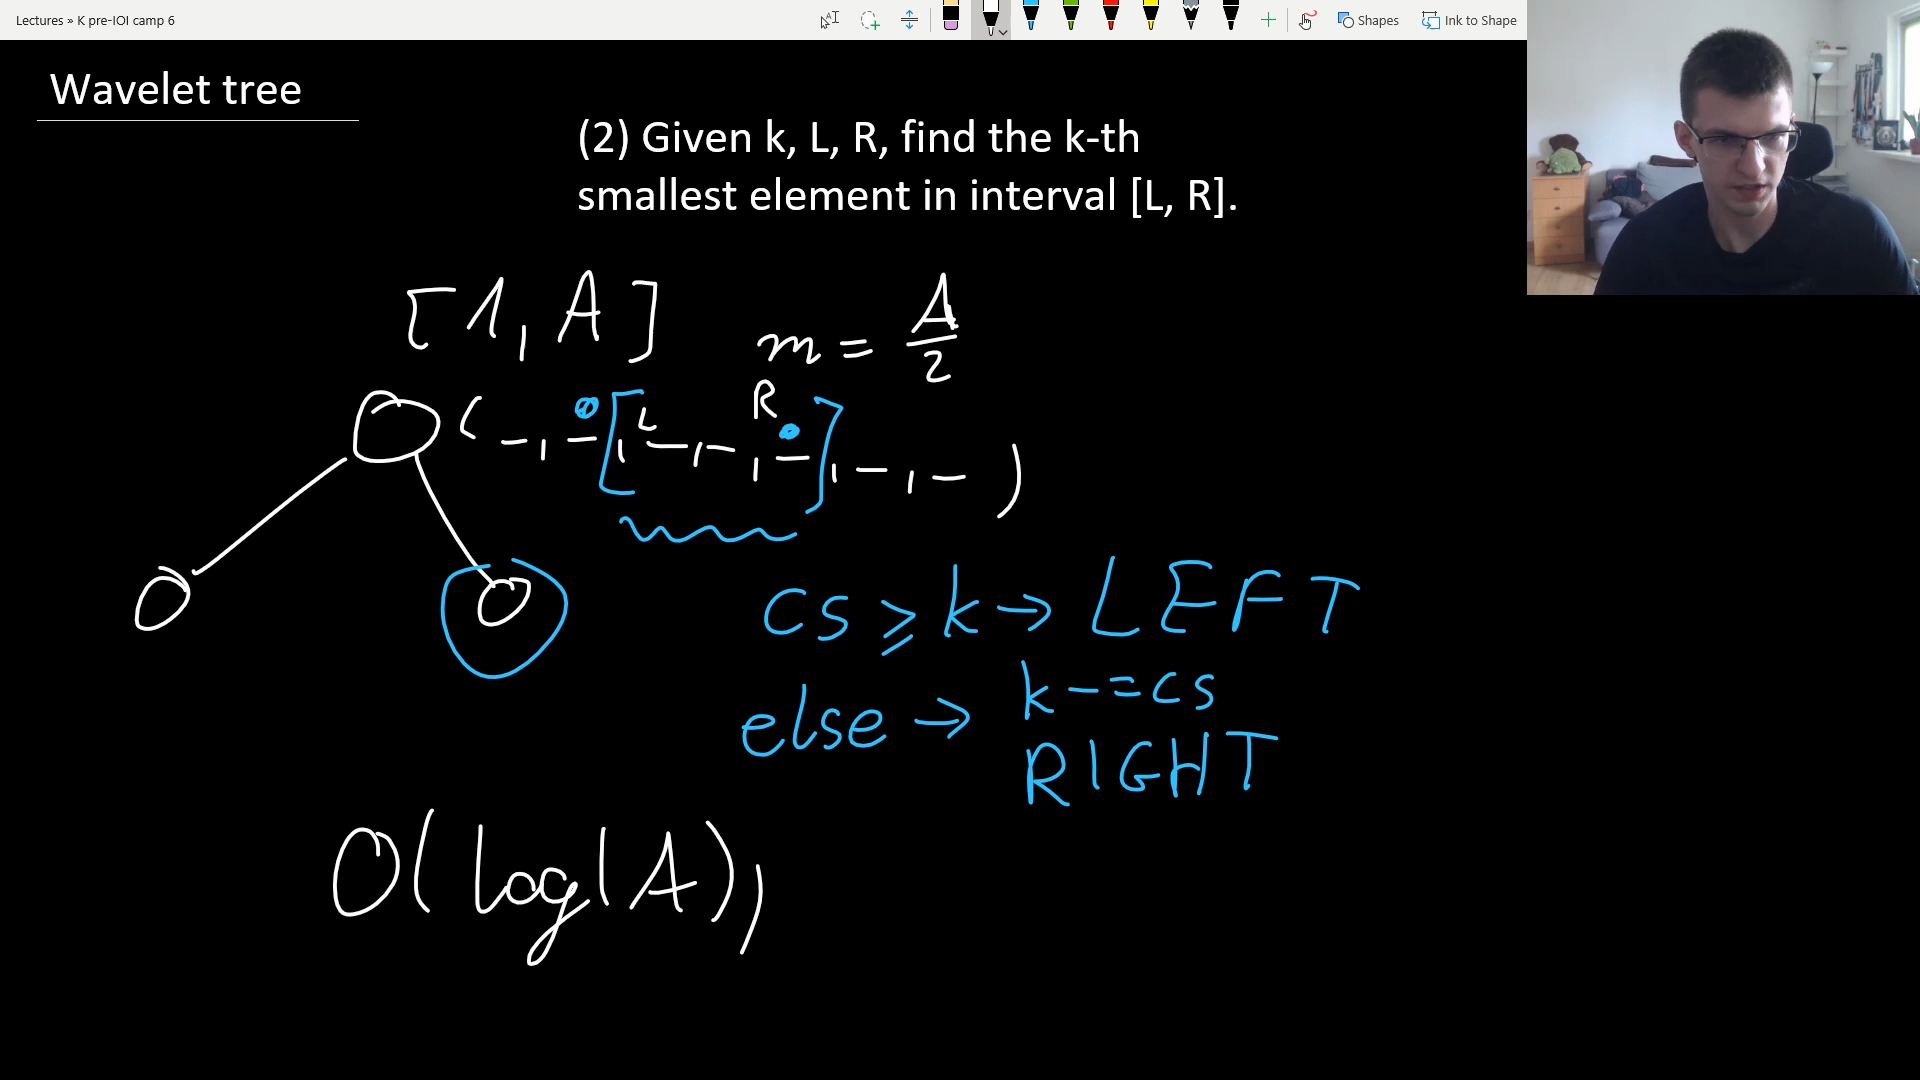 Lectures » K pre-IOI camp 6
Shapes
Ink to Shape
Wavelet tree
(2) Given k, L, R, find the k-th
smallest element in interval [L, R].
[1, A]
m = A/2
( _, _ [, L _, _ R , _ ], _, _ )
cs ≥ k → LEFT
else → k -= cs
RIGHT
O(log(A))